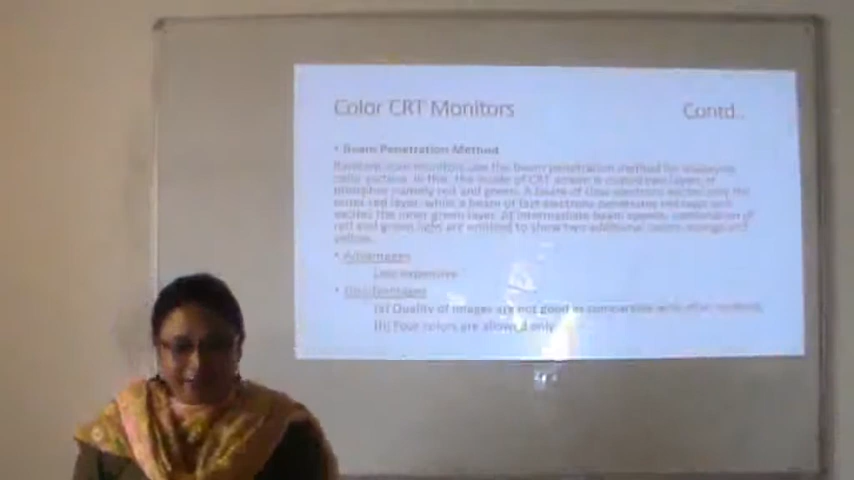 Color CRT Monitors Contd..
• Beam Penetration Method
Random scan monitors use the beam penetration method for displaying
color picture. In this, the inside of CRT screen is coated two layers of
phosphor namely red and green. A beam of slow electrons excites only the
outer red layer, while a beam of fast electrons penetrates red layer and
excites the inner green layer. At intermediate beam speeds, combination of
red and green light are emitted to show two additional colors orange and
yellow.
• Advantages
Less expensive
• Disadvantages
(a) Quality of images are not good as comparable with other methods
(b) Four colors are allowed only